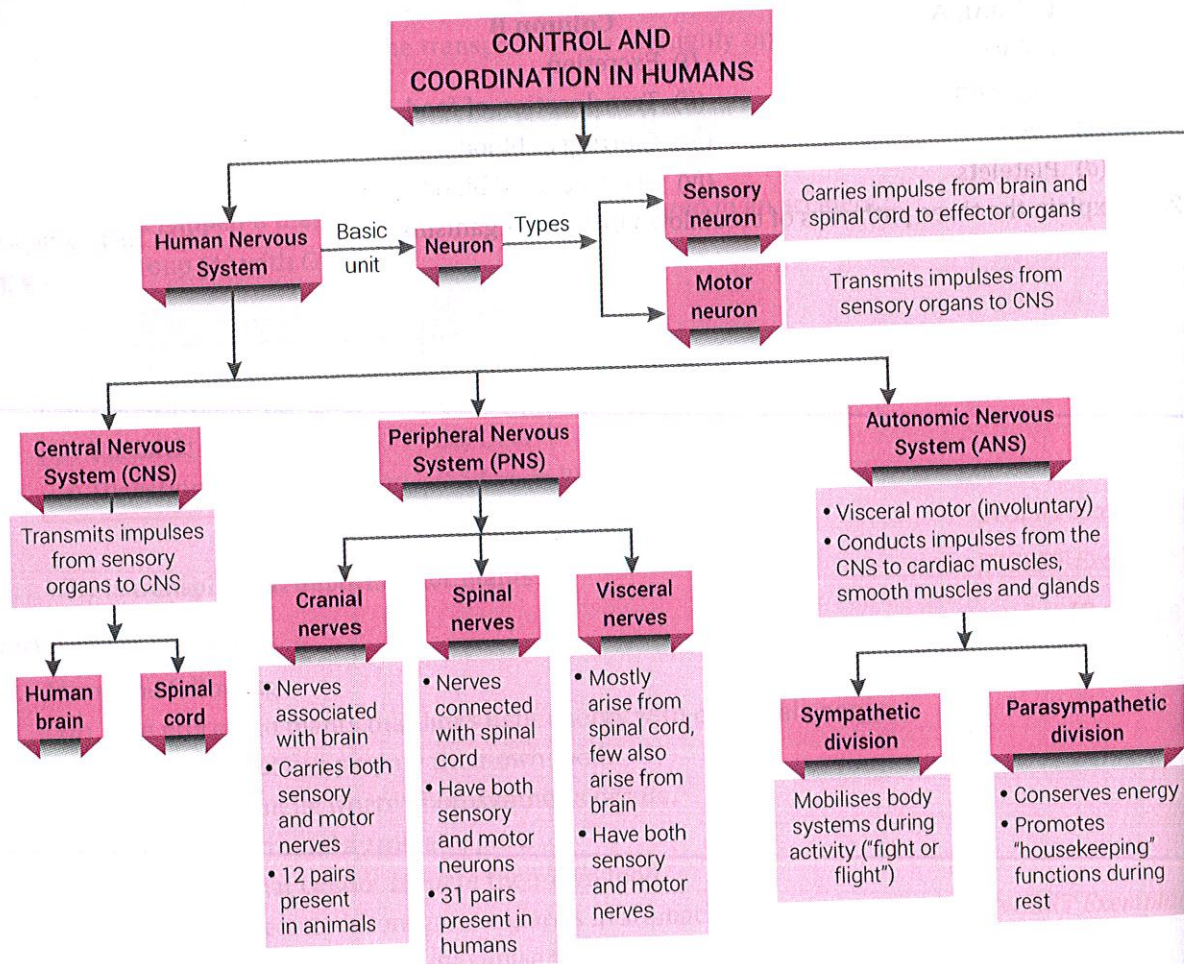 CONTROL AND
COORDINATION IN HUMANS
Human Nervous
System
Basic
unit
Neuron
Types
Sensory
neuron
Carries impulse from brain and
spinal cord to effector organs
Motor
neuron
Transmits impulses from
sensory organs to CNS
Central Nervous
System (CNS)
Transmits impulses
from sensory
organs to CNS
Human
brain
Spinal
cord
Peripheral Nervous
System (PNS)
Cranial
nerves
• Nerves
associated
with brain
• Carries both
sensory
and motor
nerves
• 12 pairs
present
in animals
Spinal
nerves
• Nerves
connected
with spinal
cord
• Have both
sensory
and motor
neurons
• 31 pairs
present in
humans
Visceral
nerves
• Mostly
arise from
spinal cord,
few also
arise from
brain
• Have both
sensory
and motor
nerves
Autonomic Nervous
System (ANS)
• Visceral motor (involuntary)
• Conducts impulses from the
CNS to cardiac muscles,
smooth muscles and glands
Sympathetic
division
Mobilises body
systems during
activity ("fight or
flight")
Parasympathetic
division
• Conserves energy
• Promotes
"housekeeping"
functions during
rest